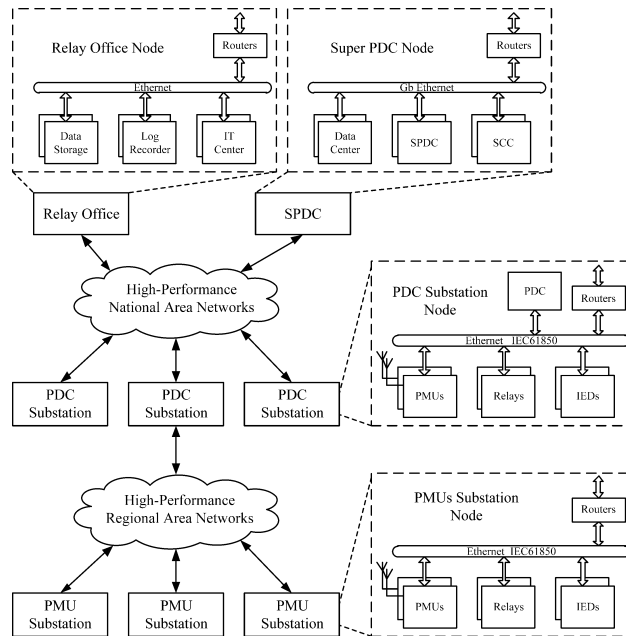 Relay Office Node
Routers
Ethernet
Data
Storage
Log
Recorder
IT
Center
Super PDC Node
Routers
Gb Ethernet
Data
Center
SPDC
SCC
Relay Office
SPDC
High-Performance
National Area Networks
PDC Substation
Node
PDC
Routers
Ethernet IEC61850
PMUs
Relays
IEDs
PDC
Substation
PDC
Substation
PDC
Substation
High-Performance
Regional Area Networks
PMUs Substation
Node
Routers
Ethernet IEC61850
PMUs
Relays
IEDs
PMU
Substation
PMU
Substation
PMU
Substation